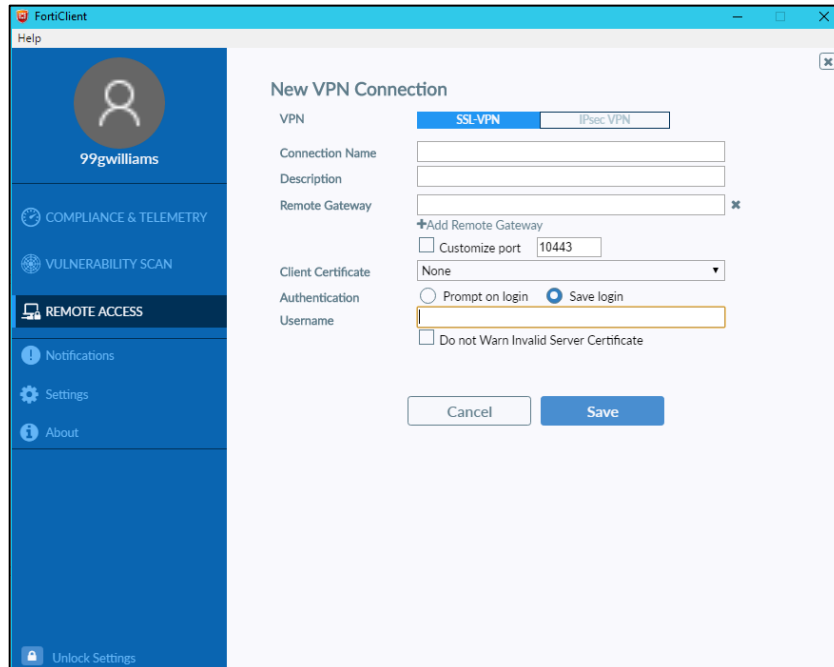 FortiClient
Help
99gwilliams
COMPLIANCE & TELEMETRY
VULNERABILITY SCAN
REMOTE ACCESS
Notifications
Settings
About
Unlock Settings
New VPN Connection
VPN SSL-VPN IPsec VPN
Connection Name
Description
Remote Gateway
+Add Remote Gateway
Customize port 10443
Client Certificate None
Authentication Prompt on login Save login
Username
Do not Warn Invalid Server Certificate
Cancel Save